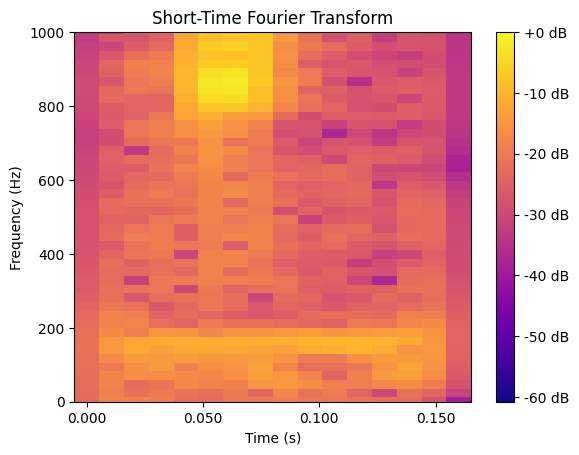 Short-Time Fourier Transform
1000
800
600
400
200
0
Frequency (Hz)
0.000
0.050
0.100
0.150
Time (s)
+0 dB
-10 dB
-20 dB
-30 dB
-40 dB
-50 dB
-60 dB